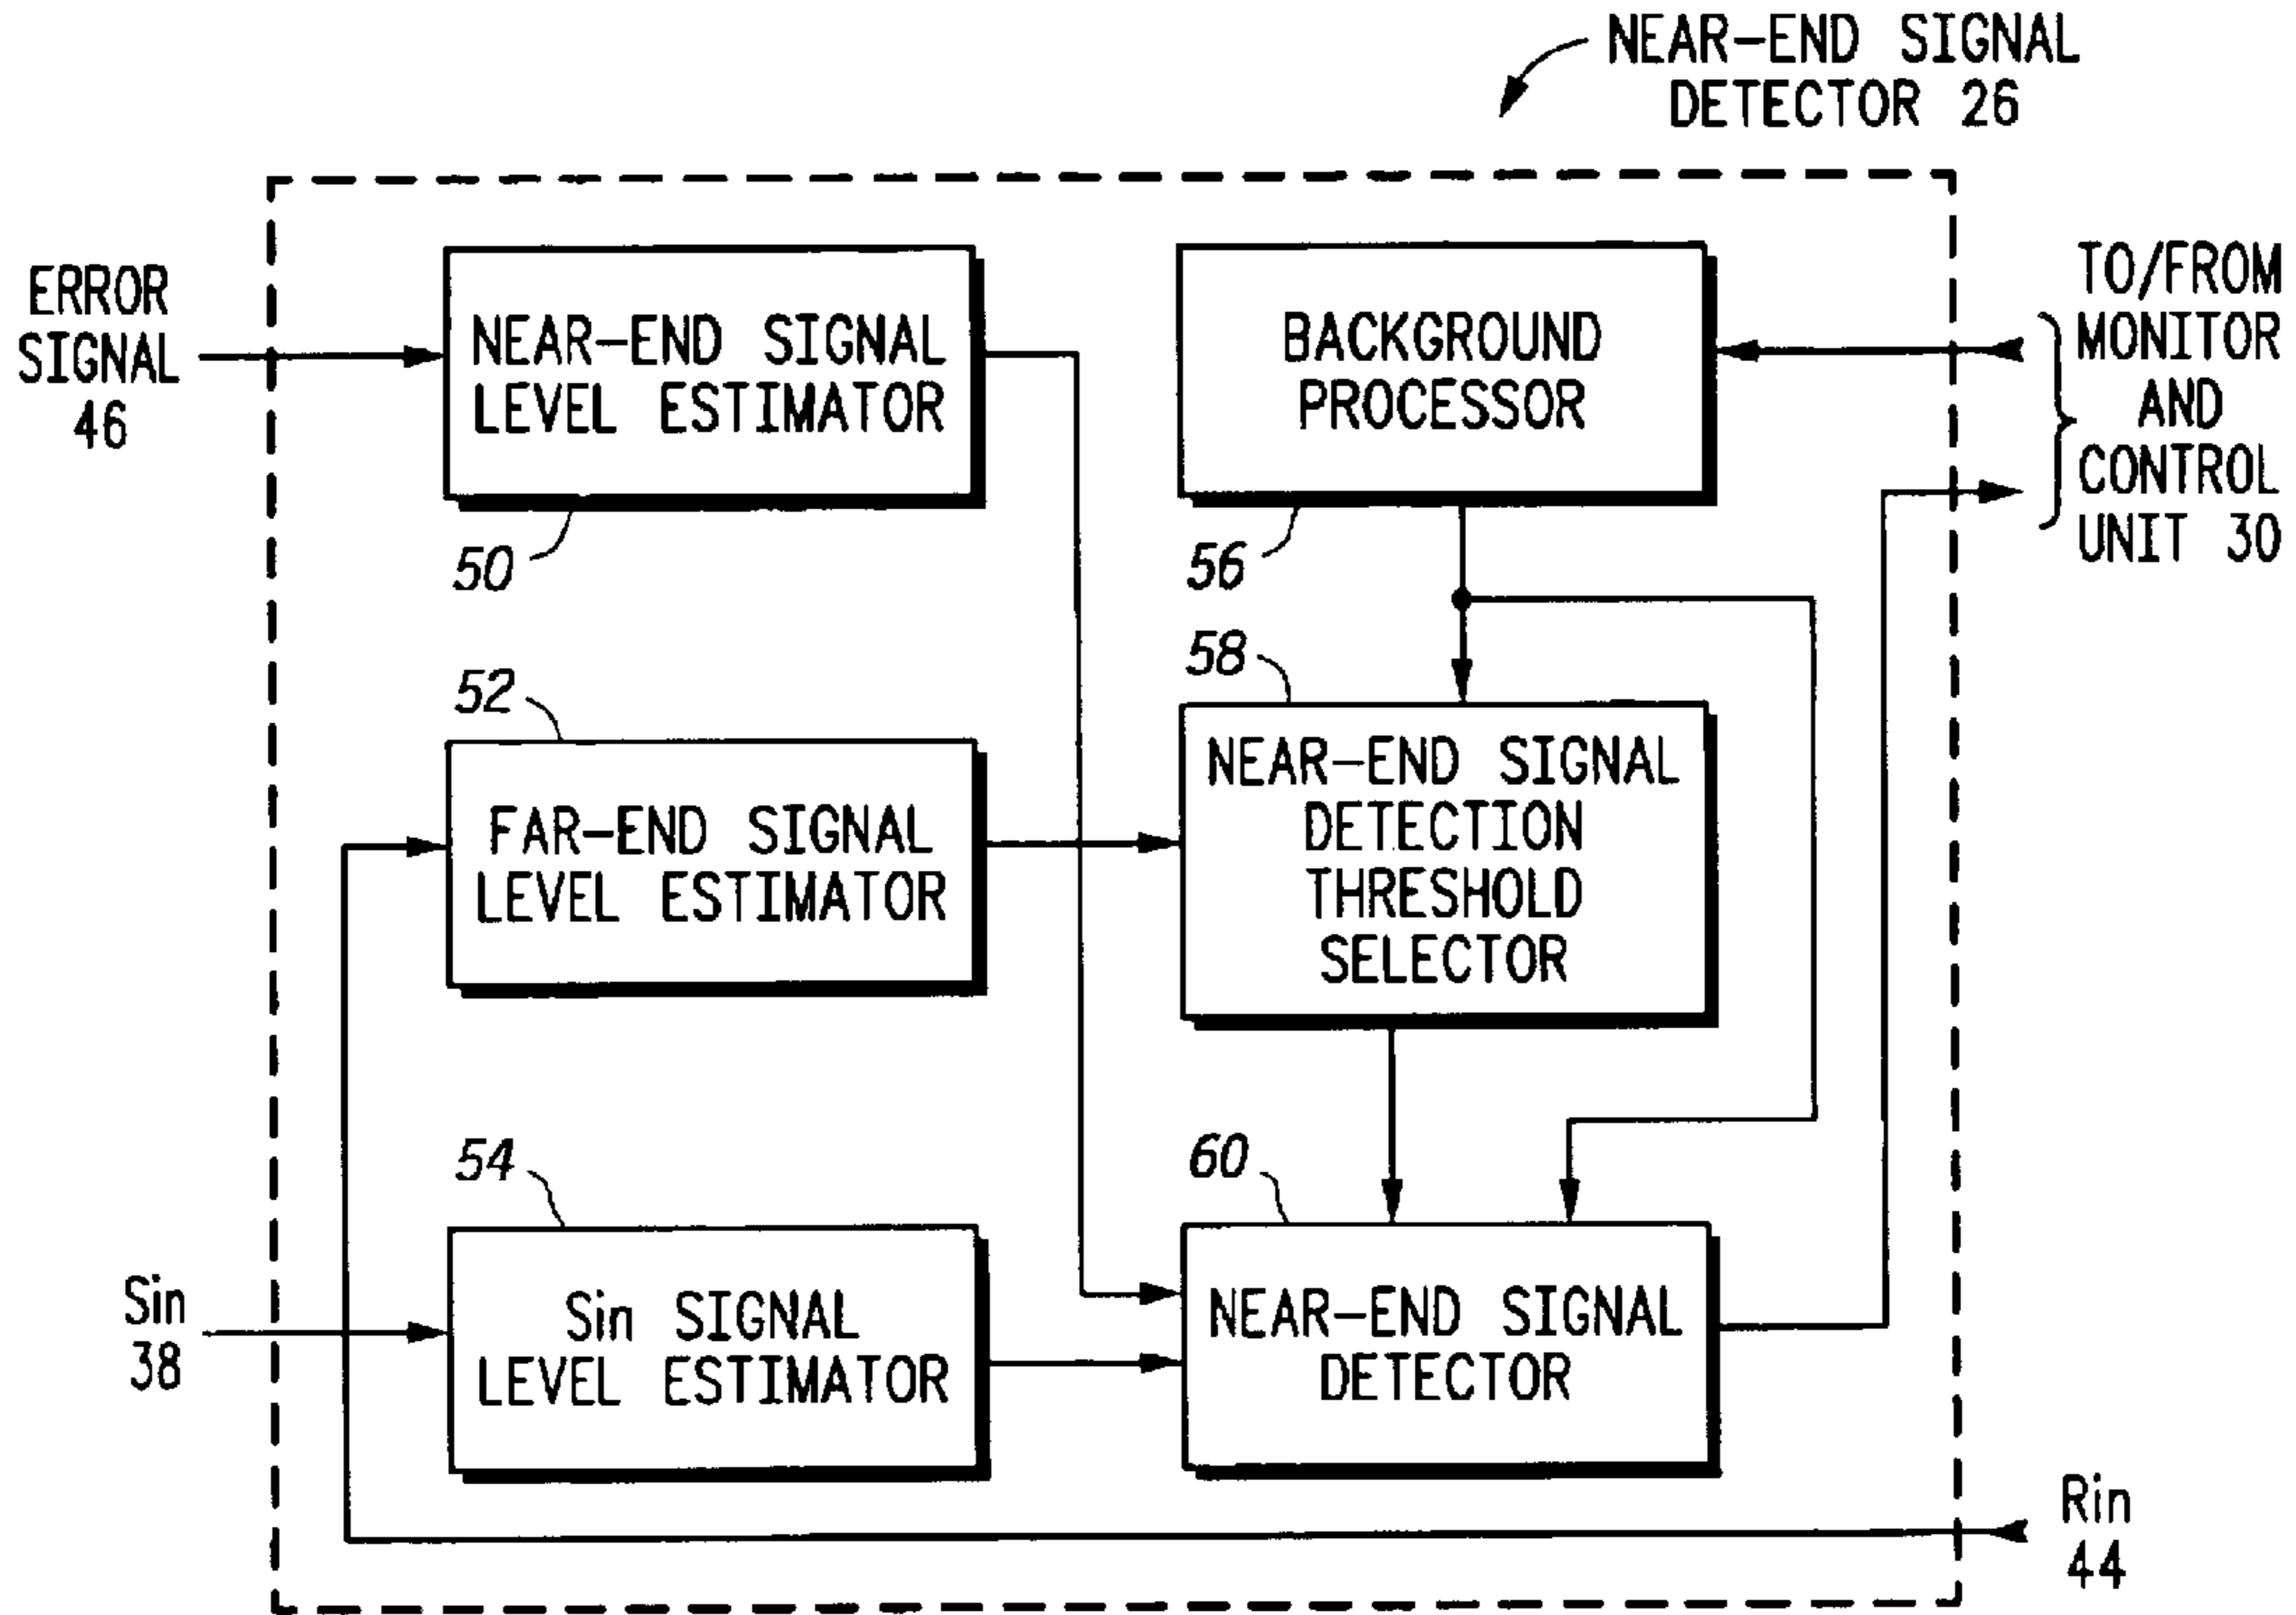 NEAR-END SIGNAL
DETECTOR 26
ERROR
SIGNAL
46
NEAR-END SIGNAL
LEVEL ESTIMATOR
50
BACKGROUND
PROCESSOR
56
TO/FROM
MONITOR
AND
CONTROL
UNIT 30
52
FAR-END SIGNAL
LEVEL ESTIMATOR
58
NEAR-END SIGNAL
DETECTION
THRESHOLD
SELECTOR
54
Sin
38
Sin SIGNAL
LEVEL ESTIMATOR
60
NEAR-END SIGNAL
DETECTOR
Rin
44